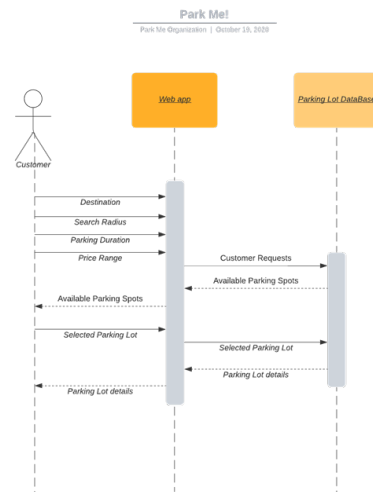 Park Me!
Park Me Organization | October 19, 2020
Web app
Parking Lot DataBase
Customer
Destination
Search Radius
Parking Duration
Price Range
Customer Requests
Available Parking Spots
Available Parking Spots
Selected Parking Lot
Selected Parking Lot
Parking Lot details
Parking Lot details